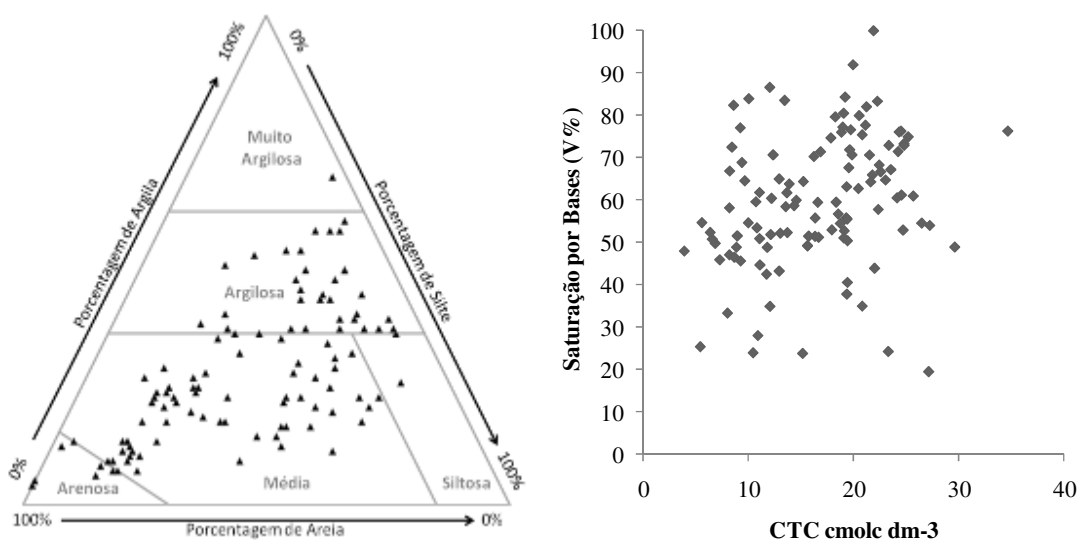 100%
0%
Muito
Argilosa
Porcentagem de Argila
Porcentagem de Silte
Argilosa
0%
100%
Arenosa
Média
Siltosa
100%
0%
Porcentagem de Areia
100
90
80
70
60
50
40
30
20
10
0
Saturação por Bases (V%)
0
10
20
30
40
CTC cmolc dm-3